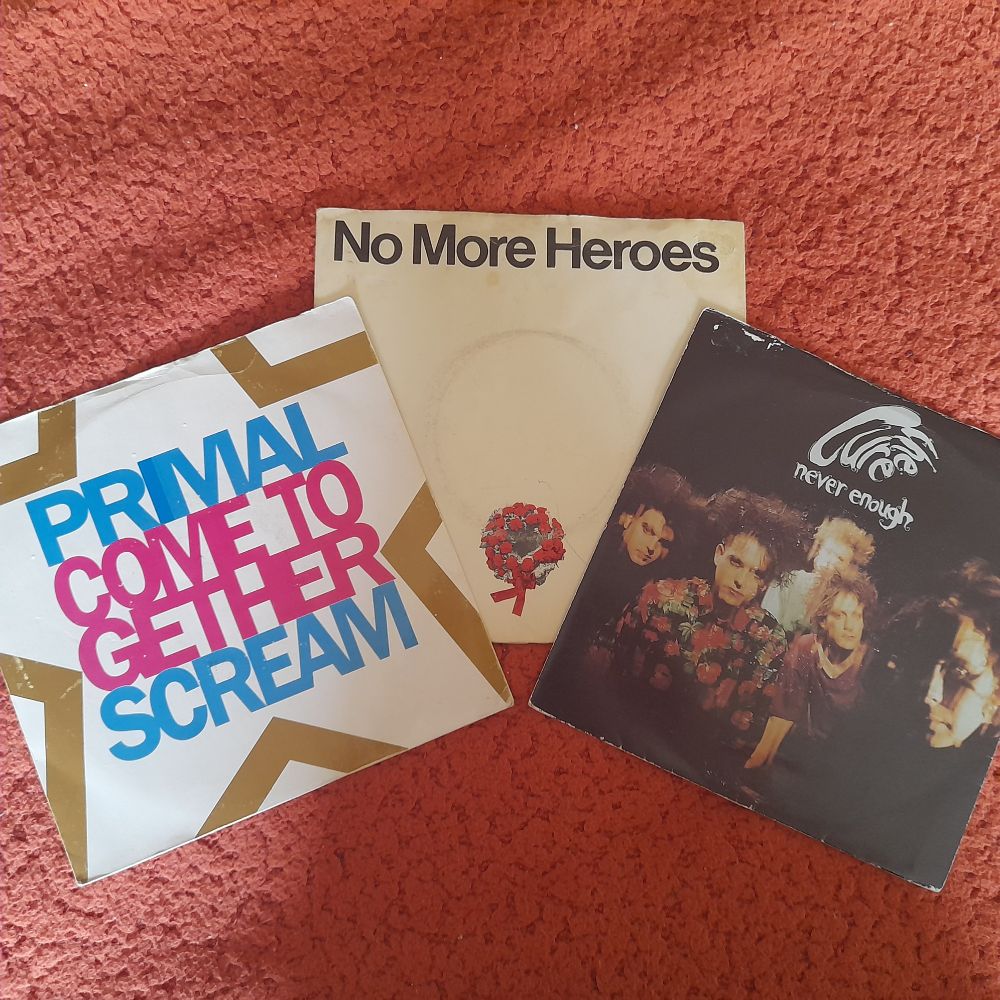 No More Heroes
PRIMAL
COME TO
GETHER
SCREAM
Cure
never enough